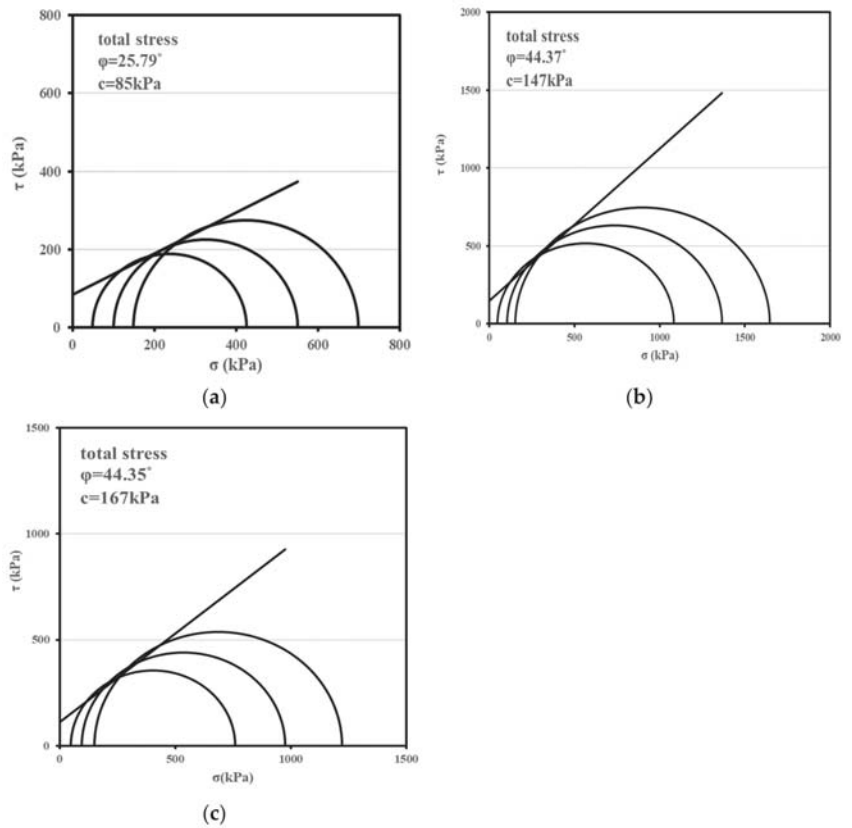 total stress
φ=25.79°
c=85kPa
800
600
400
200
0
τ (kPa)
0 200 400 600 800
σ (kPa)
(a)
total stress
φ=44.37°
c=147kPa
2000
1500
1000
500
0
τ (kPa)
0 500 1000 1500 2000
σ (kPa)
(b)
total stress
φ=44.35°
c=167kPa
1500
1000
500
0
τ (kPa)
0 500 1000 1500
σ(kPa)
(c)